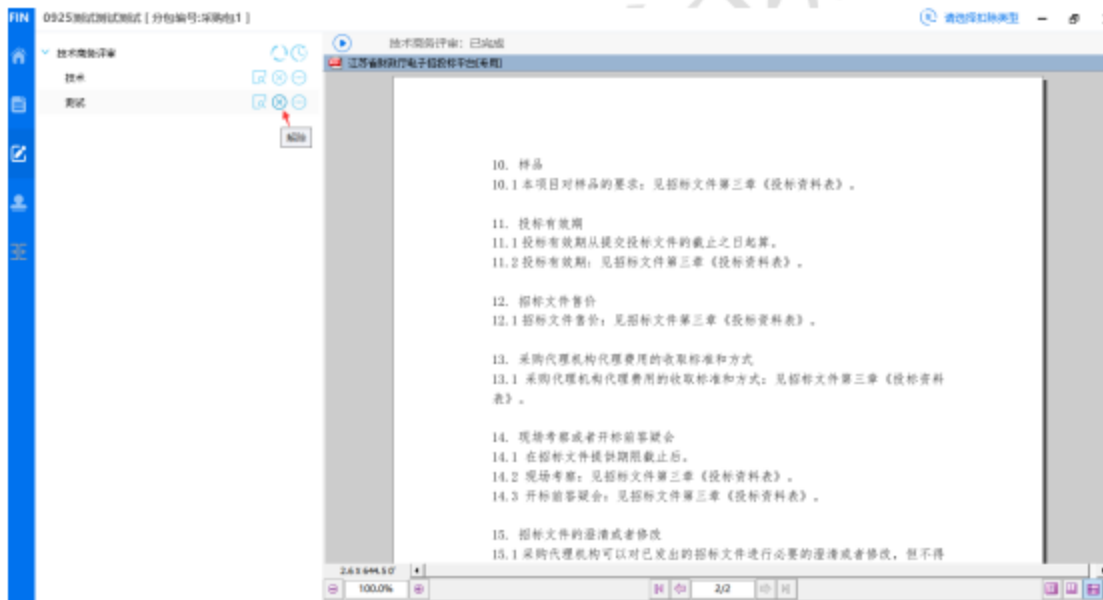 FIN 0925测试测试测试 [ 分包编号:采购包1 ] 请选择扣除类型
技术商务评审 技术商务评审：已完成
江苏省财政厅电子招投标平台(专用)
技术
测试
解除
10. 样品
10.1 本项目对样品的要求：见招标文件第三章《投标资料表》。
11. 投标有效期
11.1 投标有效期从提交投标文件的截止之日起算。
11.2 投标有效期：见招标文件第三章《投标资料表》。
12. 招标文件售价
12.1 招标文件售价：见招标文件第三章《投标资料表》。
13. 采购代理机构代理费用的收取标准和方式
13.1 采购代理机构代理费用的收取标准和方式：见招标文件第三章《投标资料
表》。
14. 现场考察或者开标前答疑会
14.1 在招标文件提供期限截止后。
14.2 现场考察：见招标文件第三章《投标资料表》。
14.3 开标前答疑会：见招标文件第三章《投标资料表》。
15. 招标文件的澄清或者修改
15.1 采购代理机构可以对已发出的招标文件进行必要的澄清或者修改，但不得
100.0% 2/2